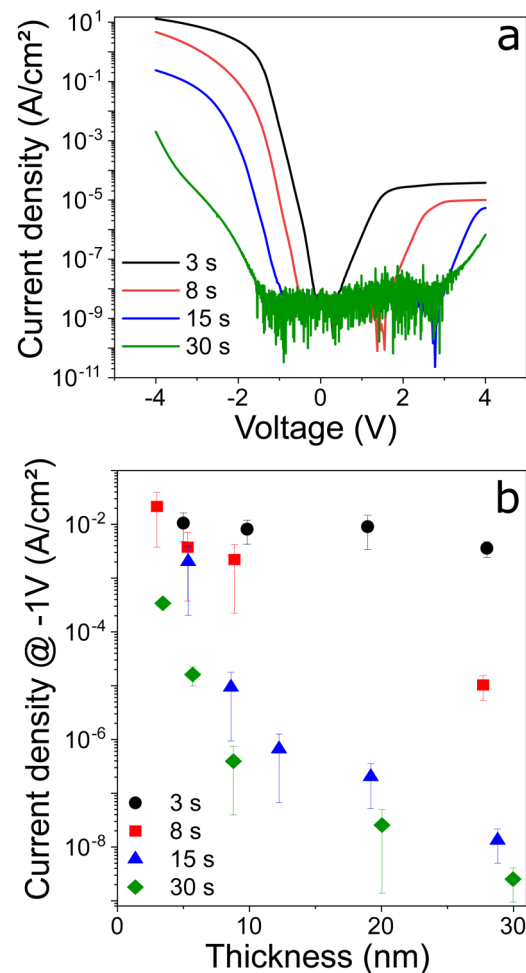 a
Current density (A/cm²)
10¹
10⁻¹
10⁻³
10⁻⁵
10⁻⁷
10⁻⁹
10⁻¹¹
3 s
8 s
15 s
30 s
-4 -2 0 2 4
Voltage (V)
b
Current density @ -1V (A/cm²)
10⁻²
10⁻⁴
10⁻⁶
10⁻⁸
3 s
8 s
15 s
30 s
0 10 20 30
Thickness (nm)